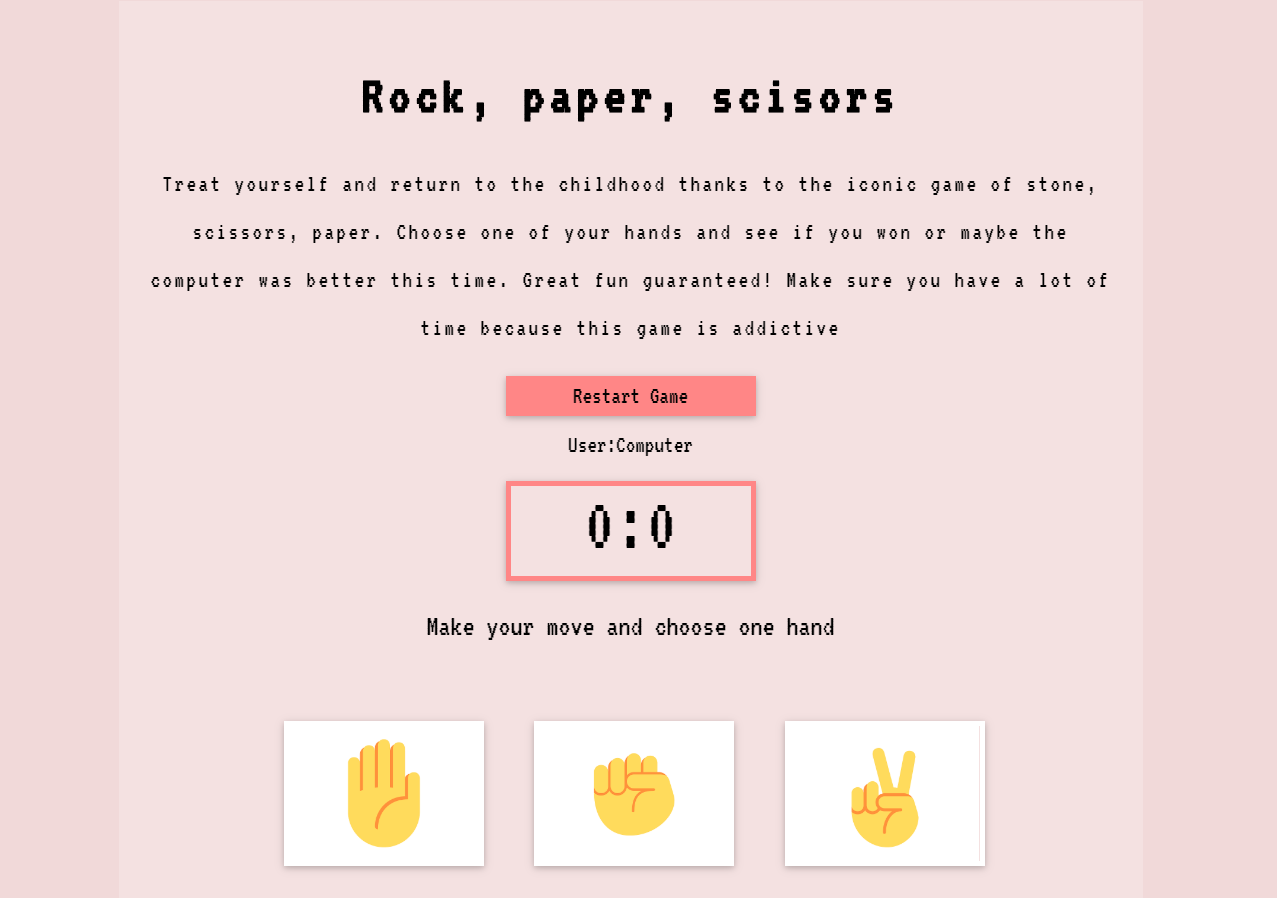 Rock, paper, scisors
Treat yourself and return to the childhood thanks to the iconic game of stone,
scissors, paper. Choose one of your hands and see if you won or maybe the
computer was better this time. Great fun guaranteed! Make sure you have a lot of
time because this game is addictive
Restart Game
User:Computer
0:0
Make your move and choose one hand